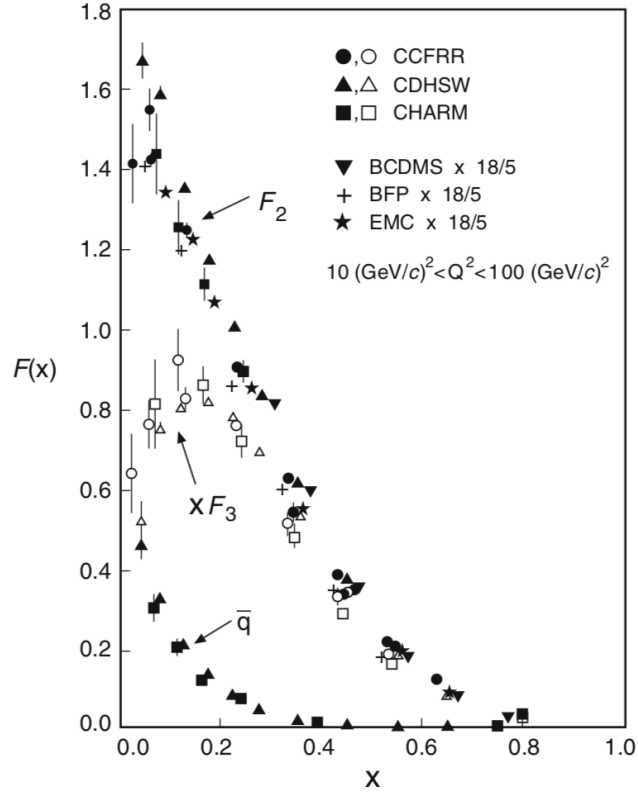 1.8
1.6
1.4
1.2
1.0
0.8
0.6
0.4
0.2
0.0
F(x)
CCFRR
CDHSW
CHARM
BCDMS x 18/5
BFP x 18/5
EMC x 18/5
10 (GeV/c)²<Q²<100 (GeV/c)²
F₂
xF₃
q̅
0.0 0.2 0.4 0.6 0.8 1.0
x